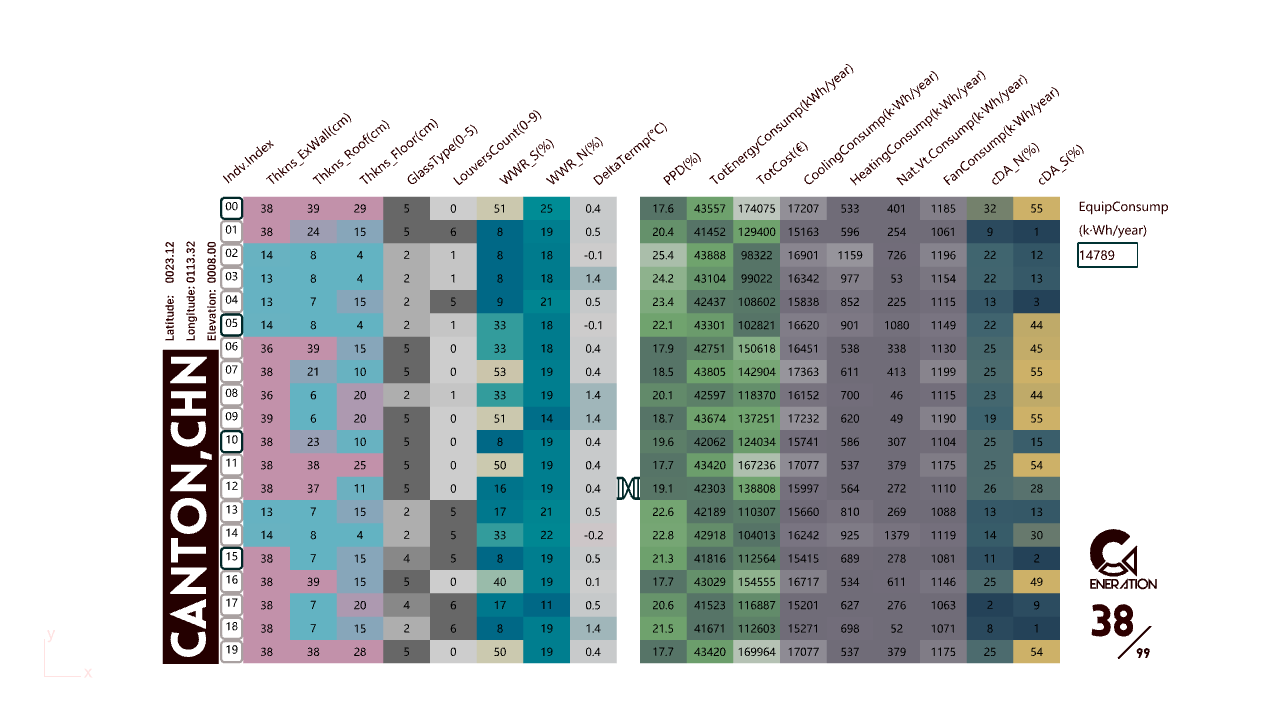 Indv.Index Thkns_ExWall(cm) Thkns_Roof(cm) Thkns_Floor(cm) GlassType(0-5) LouversCount(0-9) WWR_S(%) WWR_N(%) DeltaTermp(°C) PPD(%) TotEnergyConsump(kWh/year) TotCost(€) CoolingConsump(k·Wh/year) HeatingConsump(k·Wh/year) Nat.Vt.Consump(k·Wh/year) FanConsump(k·Wh/year) cDA_N(%) cDA_S(%)
00 38 39 29 5 0 51 25 0.4 17.6 43557 174075 17207 533 401 1185 32 55
01 38 24 15 5 6 8 19 0.5 20.4 41452 129400 15163 596 254 1061 9 1
02 14 8 4 2 1 8 18 -0.1 25.4 43888 98322 16901 1159 726 1196 22 12
03 13 8 4 2 1 8 18 1.4 24.2 43104 99022 16342 977 53 1154 22 13
04 13 7 15 2 5 9 21 0.5 23.4 42437 108602 15838 852 225 1115 13 3
05 14 8 4 2 1 33 18 -0.1 22.1 43301 102821 16620 901 1080 1149 22 44
06 36 39 15 5 0 33 18 0.4 17.9 42751 150618 16451 538 338 1130 25 45
07 38 21 10 5 0 53 19 0.4 18.5 43805 142904 17363 611 413 1199 25 55
08 36 6 20 2 1 33 19 1.4 20.1 42597 118370 16152 700 46 1115 23 44
09 39 6 20 5 0 51 14 1.4 18.7 43674 137251 17232 620 49 1190 19 55
10 38 23 10 5 0 8 19 0.4 19.6 42062 124034 15741 586 307 1104 25 15
11 38 38 25 5 0 50 19 0.4 17.7 43420 167236 17077 537 379 1175 25 54
12 38 37 11 5 0 16 19 0.4 19.1 42303 138808 15997 564 272 1110 26 28
13 13 7 15 2 5 17 21 0.5 22.6 42189 110307 15660 810 269 1088 13 13
14 14 8 4 2 5 33 22 -0.2 22.8 42918 104013 16242 925 1379 1119 14 30
15 38 7 15 4 5 8 19 0.5 21.3 41816 112564 15415 689 278 1081 11 2
16 38 39 15 5 0 40 19 0.1 17.7 43029 154555 16717 534 611 1146 25 49
17 38 7 20 4 6 17 11 0.5 20.6 41523 116887 15201 627 276 1063 2 9
18 38 7 15 2 6 8 19 1.4 21.5 41671 112603 15271 698 52 1071 8 1
19 38 38 28 5 0 50 19 0.4 17.7 43420 169964 17077 537 379 1175 25 54
Latitude: 0023.12
Longitude: 0113.32
Elevation: 0008.00
CANTON,CHN
EquipConsump
(k·Wh/year)
14789
GENERATION
38/99
y
x